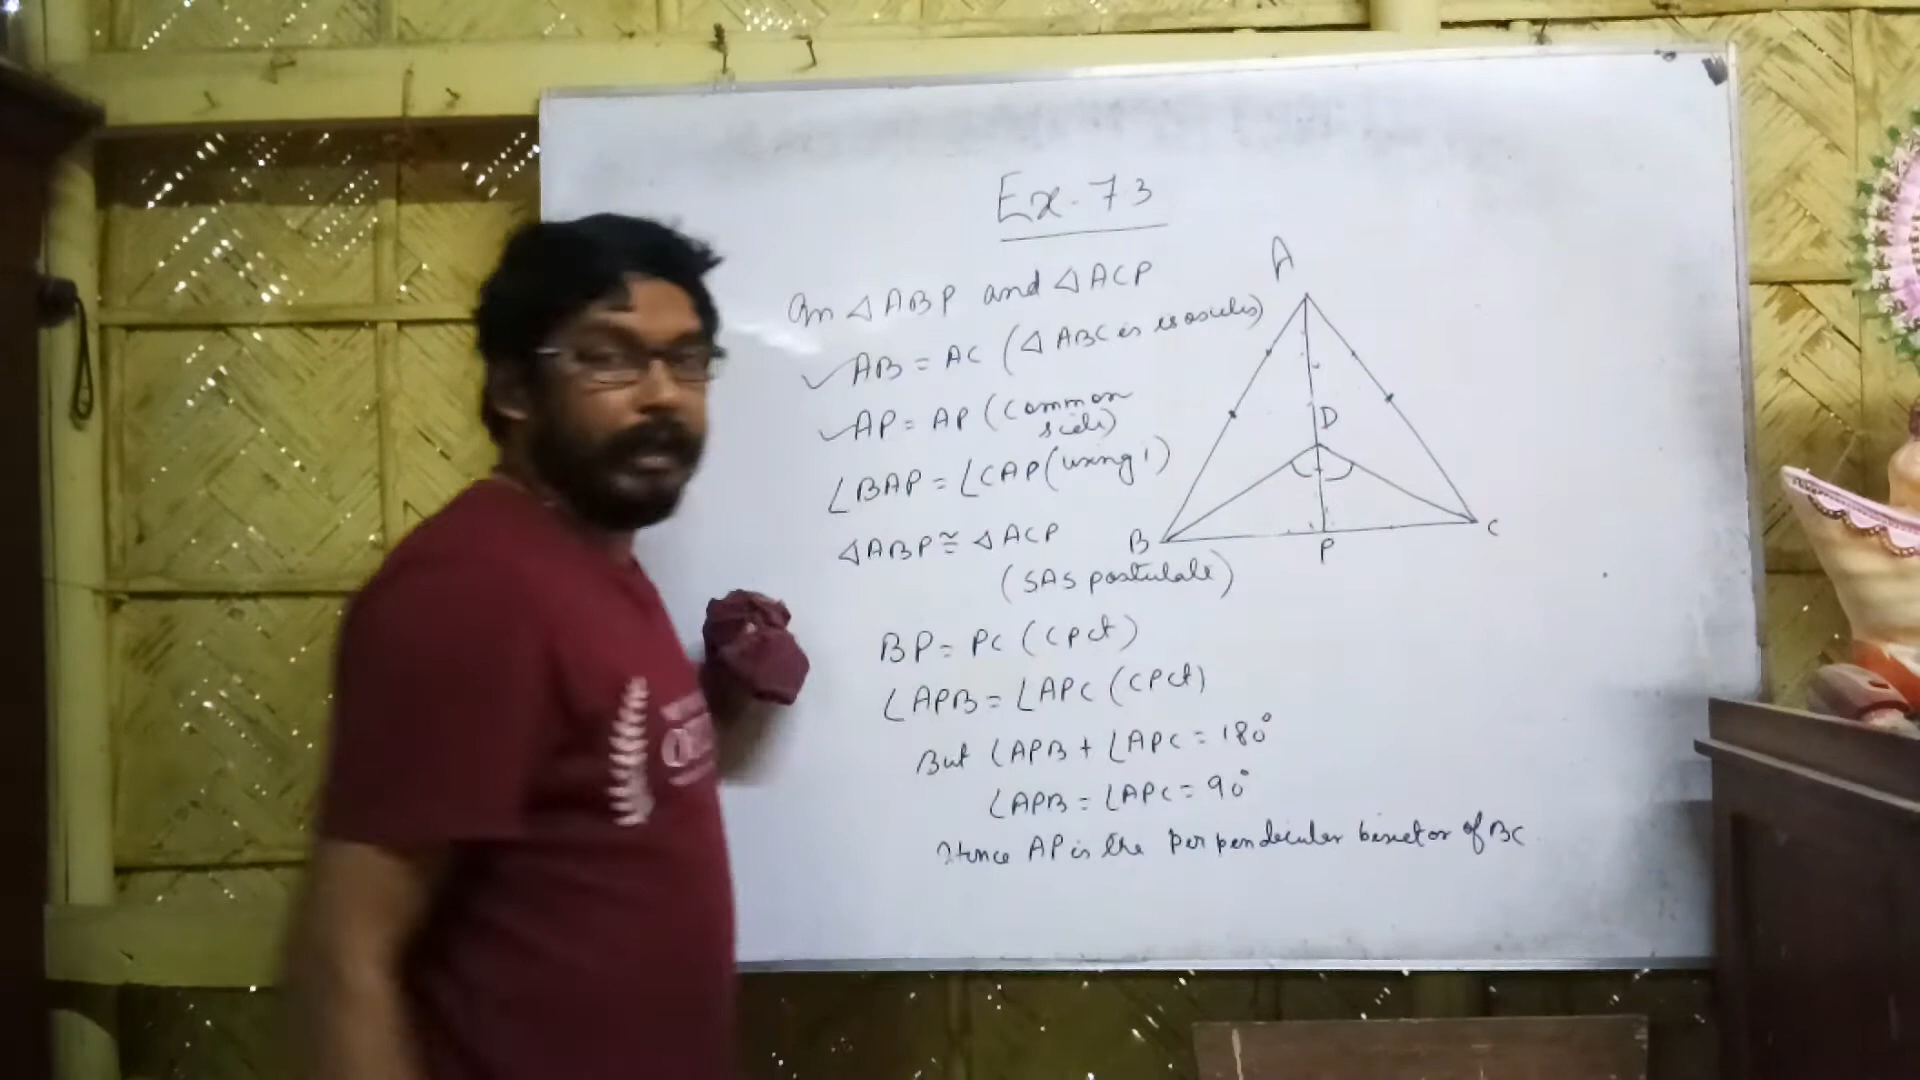 Ex. 7.3
In △ABP and △ACP
✓AB = AC (△ABC is isosceles)
✓AP = AP (common
side)
∠BAP = ∠CAP (using 1)
△ABP ≅ △ACP
(SAS postulate)
BP = PC (cpct)
∠APB = ∠APC (cpct)
But ∠APB + ∠APC = 180°
∠APB = ∠APC = 90°
Hence AP is the perpendicular bisector of BC
A
D
B
P
C